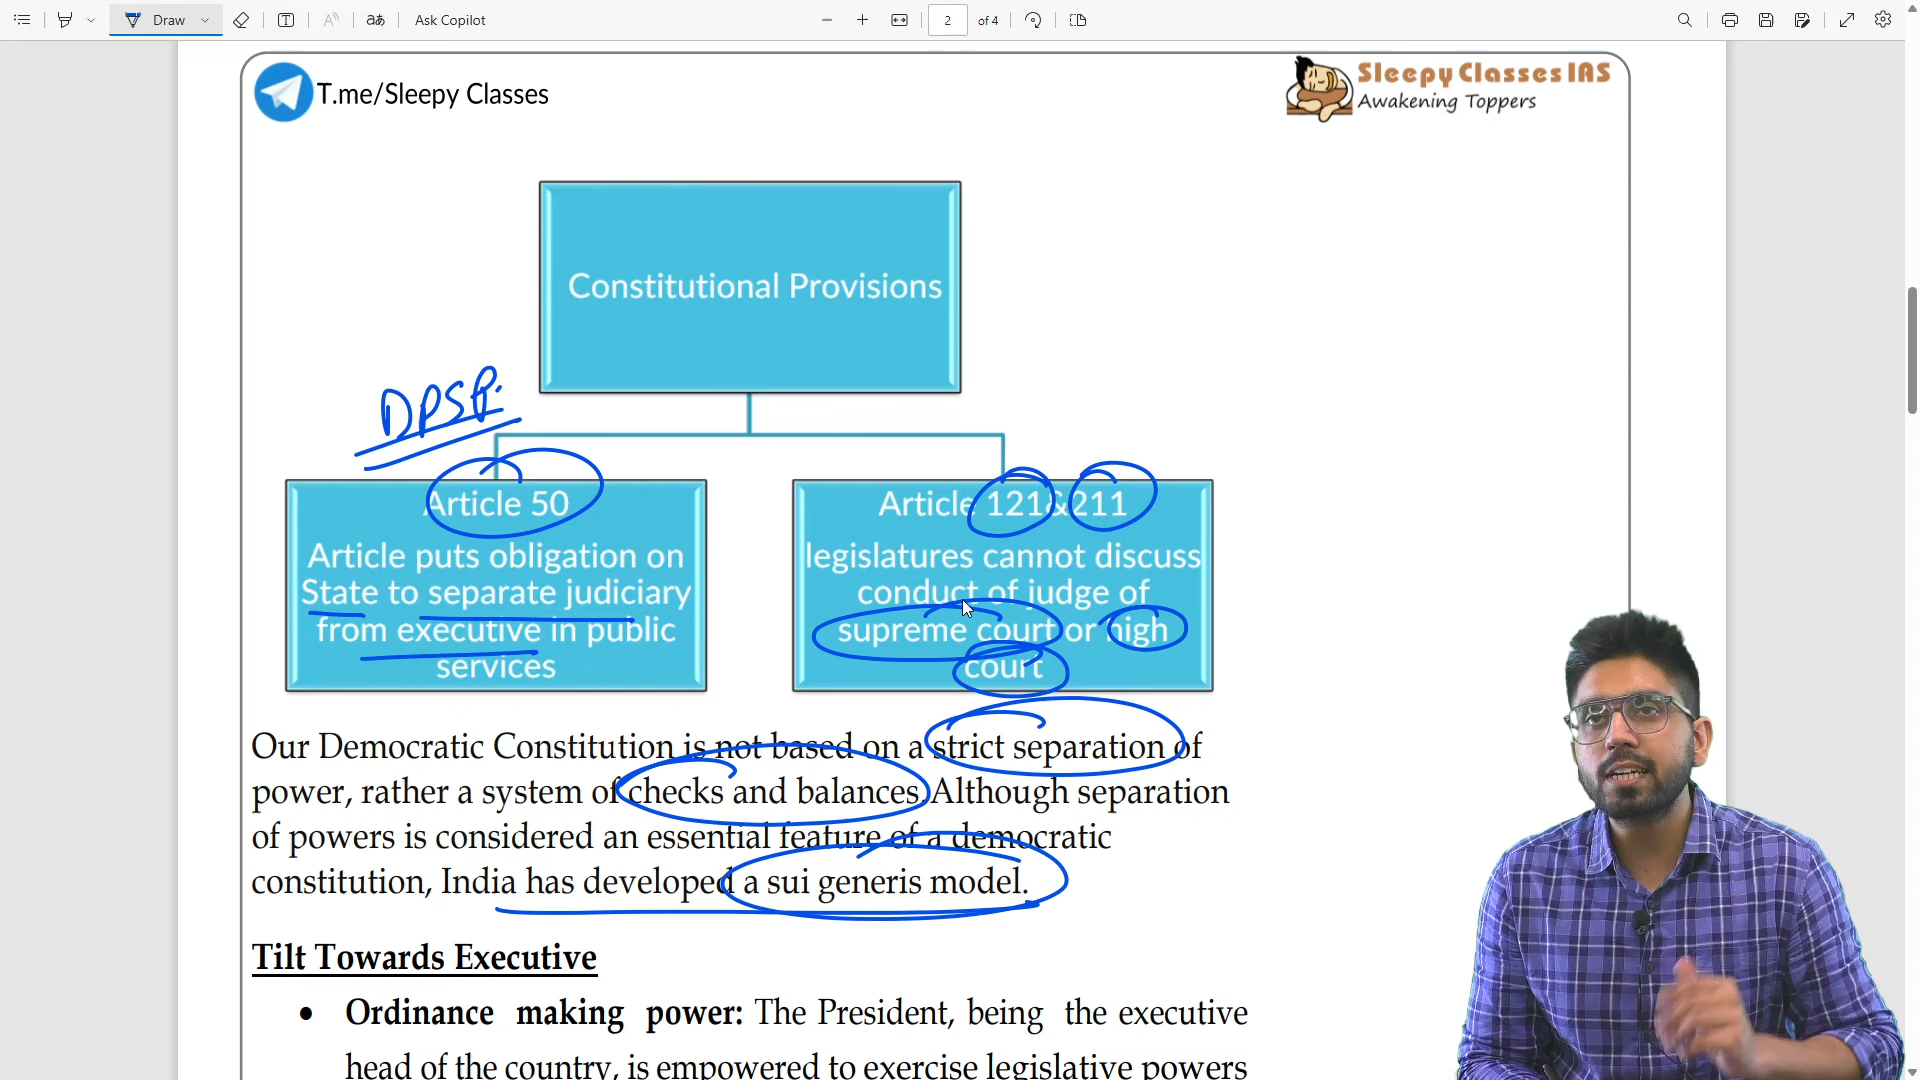 Draw
Ask Copilot
2 of 4
T.me/Sleepy Classes
Sleepy Classes IAS
Awakening Toppers
Constitutional Provisions
DPSP.
Article 50
Article puts obligation on
State to separate judiciary
from executive in public
services
Article 121&211
legislatures cannot discuss
conduct of judge of
supreme court or high
court
Our Democratic Constitution is not based on a strict separation of
power, rather a system of checks and balances. Although separation
of powers is considered an essential feature of a democratic
constitution, India has developed a sui generis model.
Tilt Towards Executive
• Ordinance making power: The President, being the executive
head of the country, is empowered to exercise legislative powers